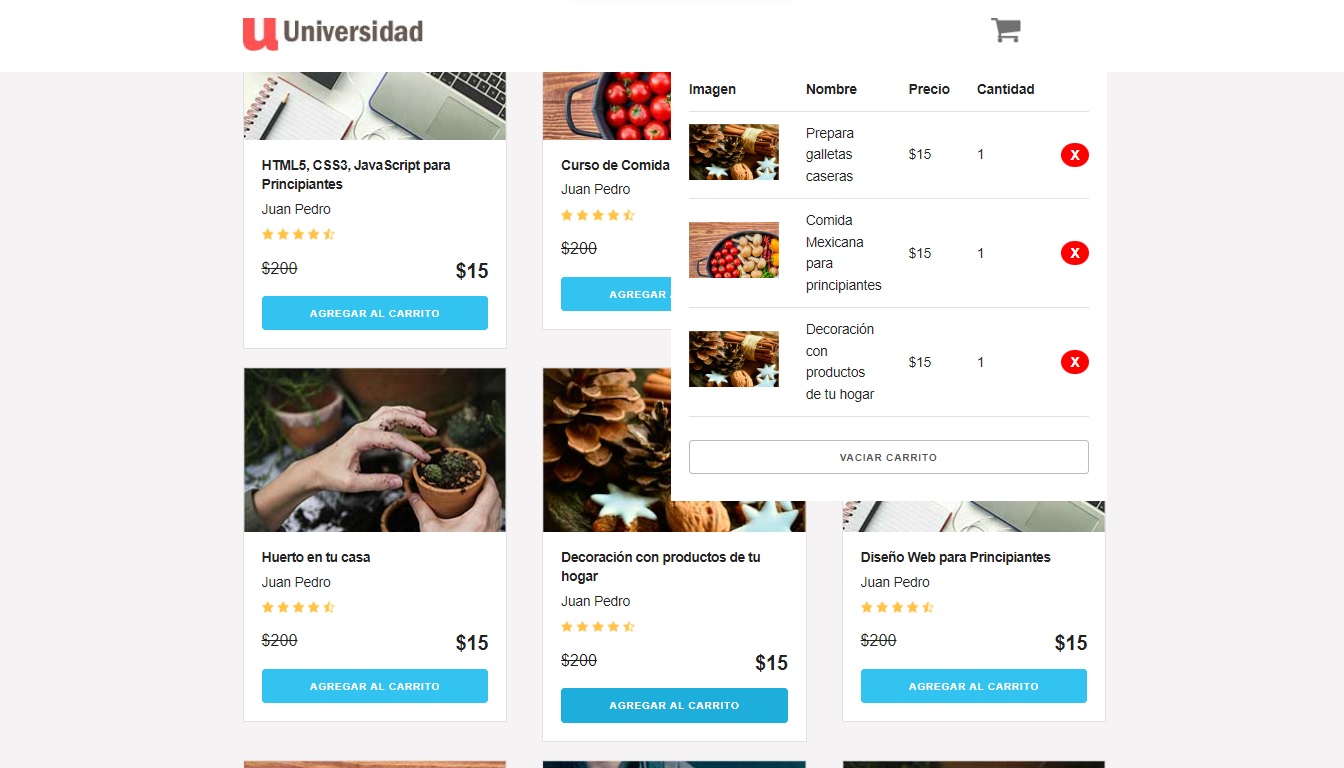 Universidad
Imagen Nombre Precio Cantidad
Prepara
galletas
caseras
$15 1 X
Comida
Mexicana
para
principiantes
$15 1 X
Decoración
con
productos
de tu hogar
$15 1 X
VACIAR CARRITO
HTML5, CSS3, JavaScript para
Principiantes
Juan Pedro
$200 $15
AGREGAR AL CARRITO
Curso de Comida
Juan Pedro
$200
AGREGAR
Huerto en tu casa
Juan Pedro
$200 $15
AGREGAR AL CARRITO
Decoración con productos de tu
hogar
Juan Pedro
$200 $15
AGREGAR AL CARRITO
Diseño Web para Principiantes
Juan Pedro
$200 $15
AGREGAR AL CARRITO